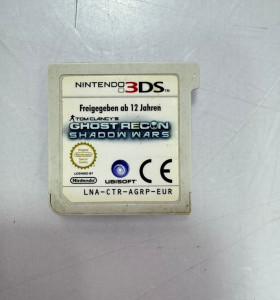 NINTENDO 3DS
Freigegeben ab 12 Jahren
TOM CLANCY'S
GHOST RECON
SHADOW WARS
LICENSED BY
Nintendo
UBISOFT
CE
LNA-CTR-AGRP-EUR